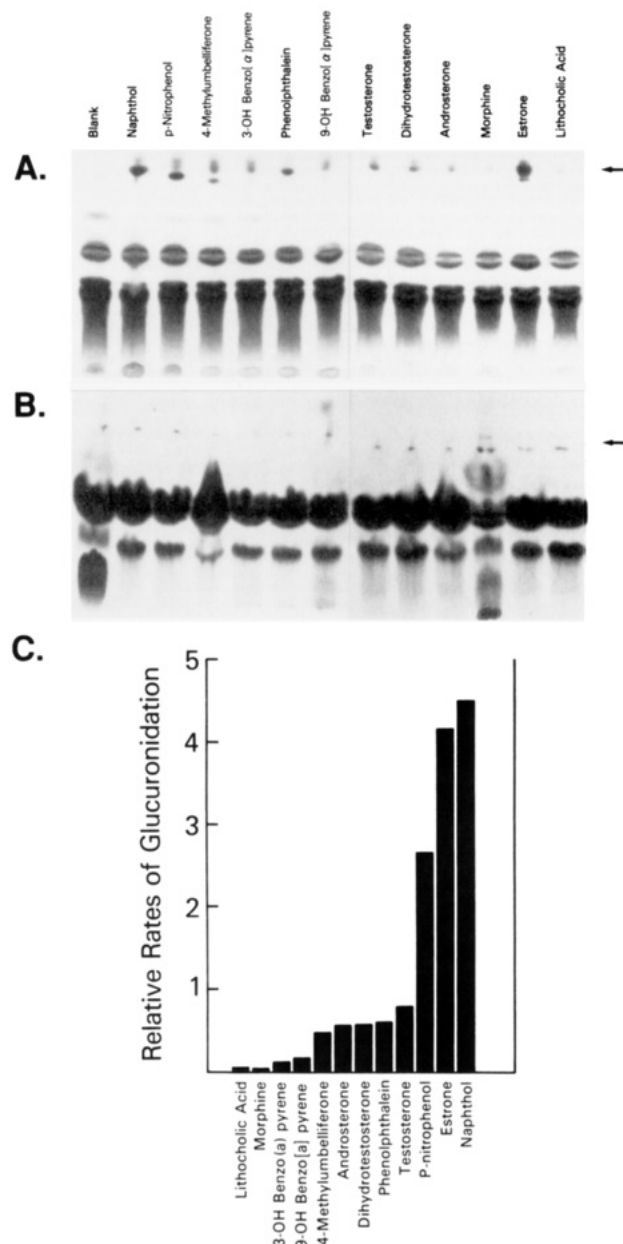 Blank
Naphthol
p-Nitrophenol
4-Methylumbelliferone
3-OH Benzo[α]pyrene
Phenolphthalein
9-OH Benzo[α]pyrene
Testosterone
Dihydrotestosterone
Androsterone
Morphine
Estrone
Lithocholic Acid
A.
B.
C.
Relative Rates of Glucuronidation
5
4
3
2
1
Lithocholic Acid
Morphine
3-OH Benzo(a) pyrene
9-OH Benzo[a] pyrene
4-Methylumbelliferone
Androsterone
Dihydrotestosterone
Phenolphthalein
Testosterone
P-nitrophenol
Estrone
Naphthol